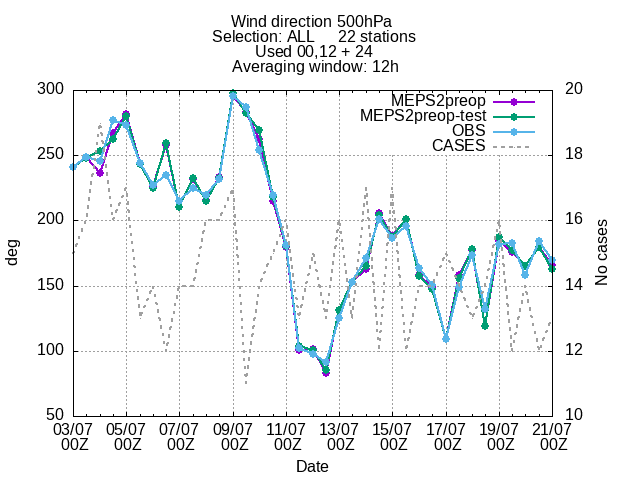 Wind direction 500hPa
Selection: ALL 22 stations
Used 00,12 + 24
Averaging window: 12h
MEPS2preop
MEPS2preop-test
OBS
CASES
300
250
200
150
100
50
deg
20
18
16
14
12
10
No cases
03/07 05/07 07/07 09/07 11/07 13/07 15/07 17/07 19/07 21/07
00Z 00Z 00Z 00Z 00Z 00Z 00Z 00Z 00Z 00Z
Date